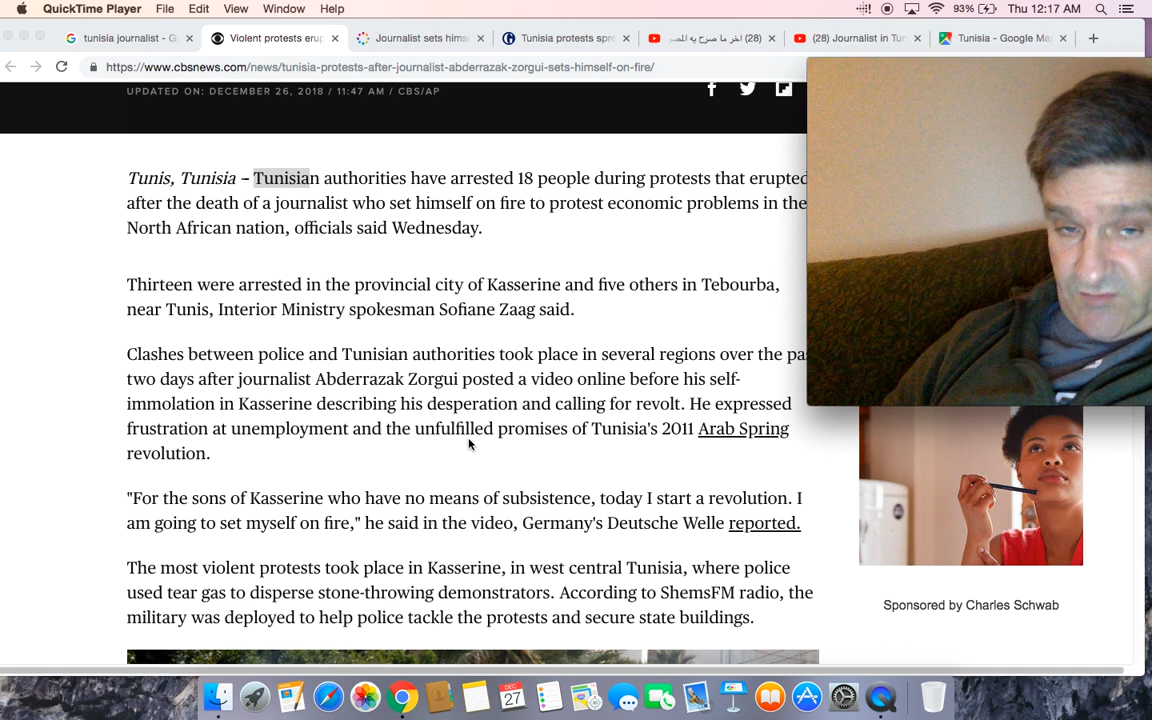 QuickTime Player File Edit View Window Help 93% Thu 12:17 AM
tunisia journalist - G
Violent protests erup
Journalist sets hims
Tunisia protests spr
(28) اخر ما صرح به المص
(28) Journalist in Tun
Tunisia - Google Ma
https://www.cbsnews.com/news/tunisia-protests-after-journalist-abderrazak-zorgui-sets-himself-on-fire/
UPDATED ON: DECEMBER 26, 2018 / 11:47 AM / CBS/AP
Tunis, Tunisia – Tunisian authorities have arrested 18 people during protests that erupted
after the death of a journalist who set himself on fire to protest economic problems in the
North African nation, officials said Wednesday.
Thirteen were arrested in the provincial city of Kasserine and five others in Tebourba,
near Tunis, Interior Ministry spokesman Sofiane Zaag said.
Clashes between police and Tunisian authorities took place in several regions over the pa
two days after journalist Abderrazak Zorgui posted a video online before his self-
immolation in Kasserine describing his desperation and calling for revolt. He expressed
frustration at unemployment and the unfulfilled promises of Tunisia's 2011 Arab Spring
revolution.
"For the sons of Kasserine who have no means of subsistence, today I start a revolution. I
am going to set myself on fire," he said in the video, Germany's Deutsche Welle reported.
The most violent protests took place in Kasserine, in west central Tunisia, where police
used tear gas to disperse stone-throwing demonstrators. According to ShemsFM radio, the
military was deployed to help police tackle the protests and secure state buildings.
Sponsored by Charles Schwab
DEC
27